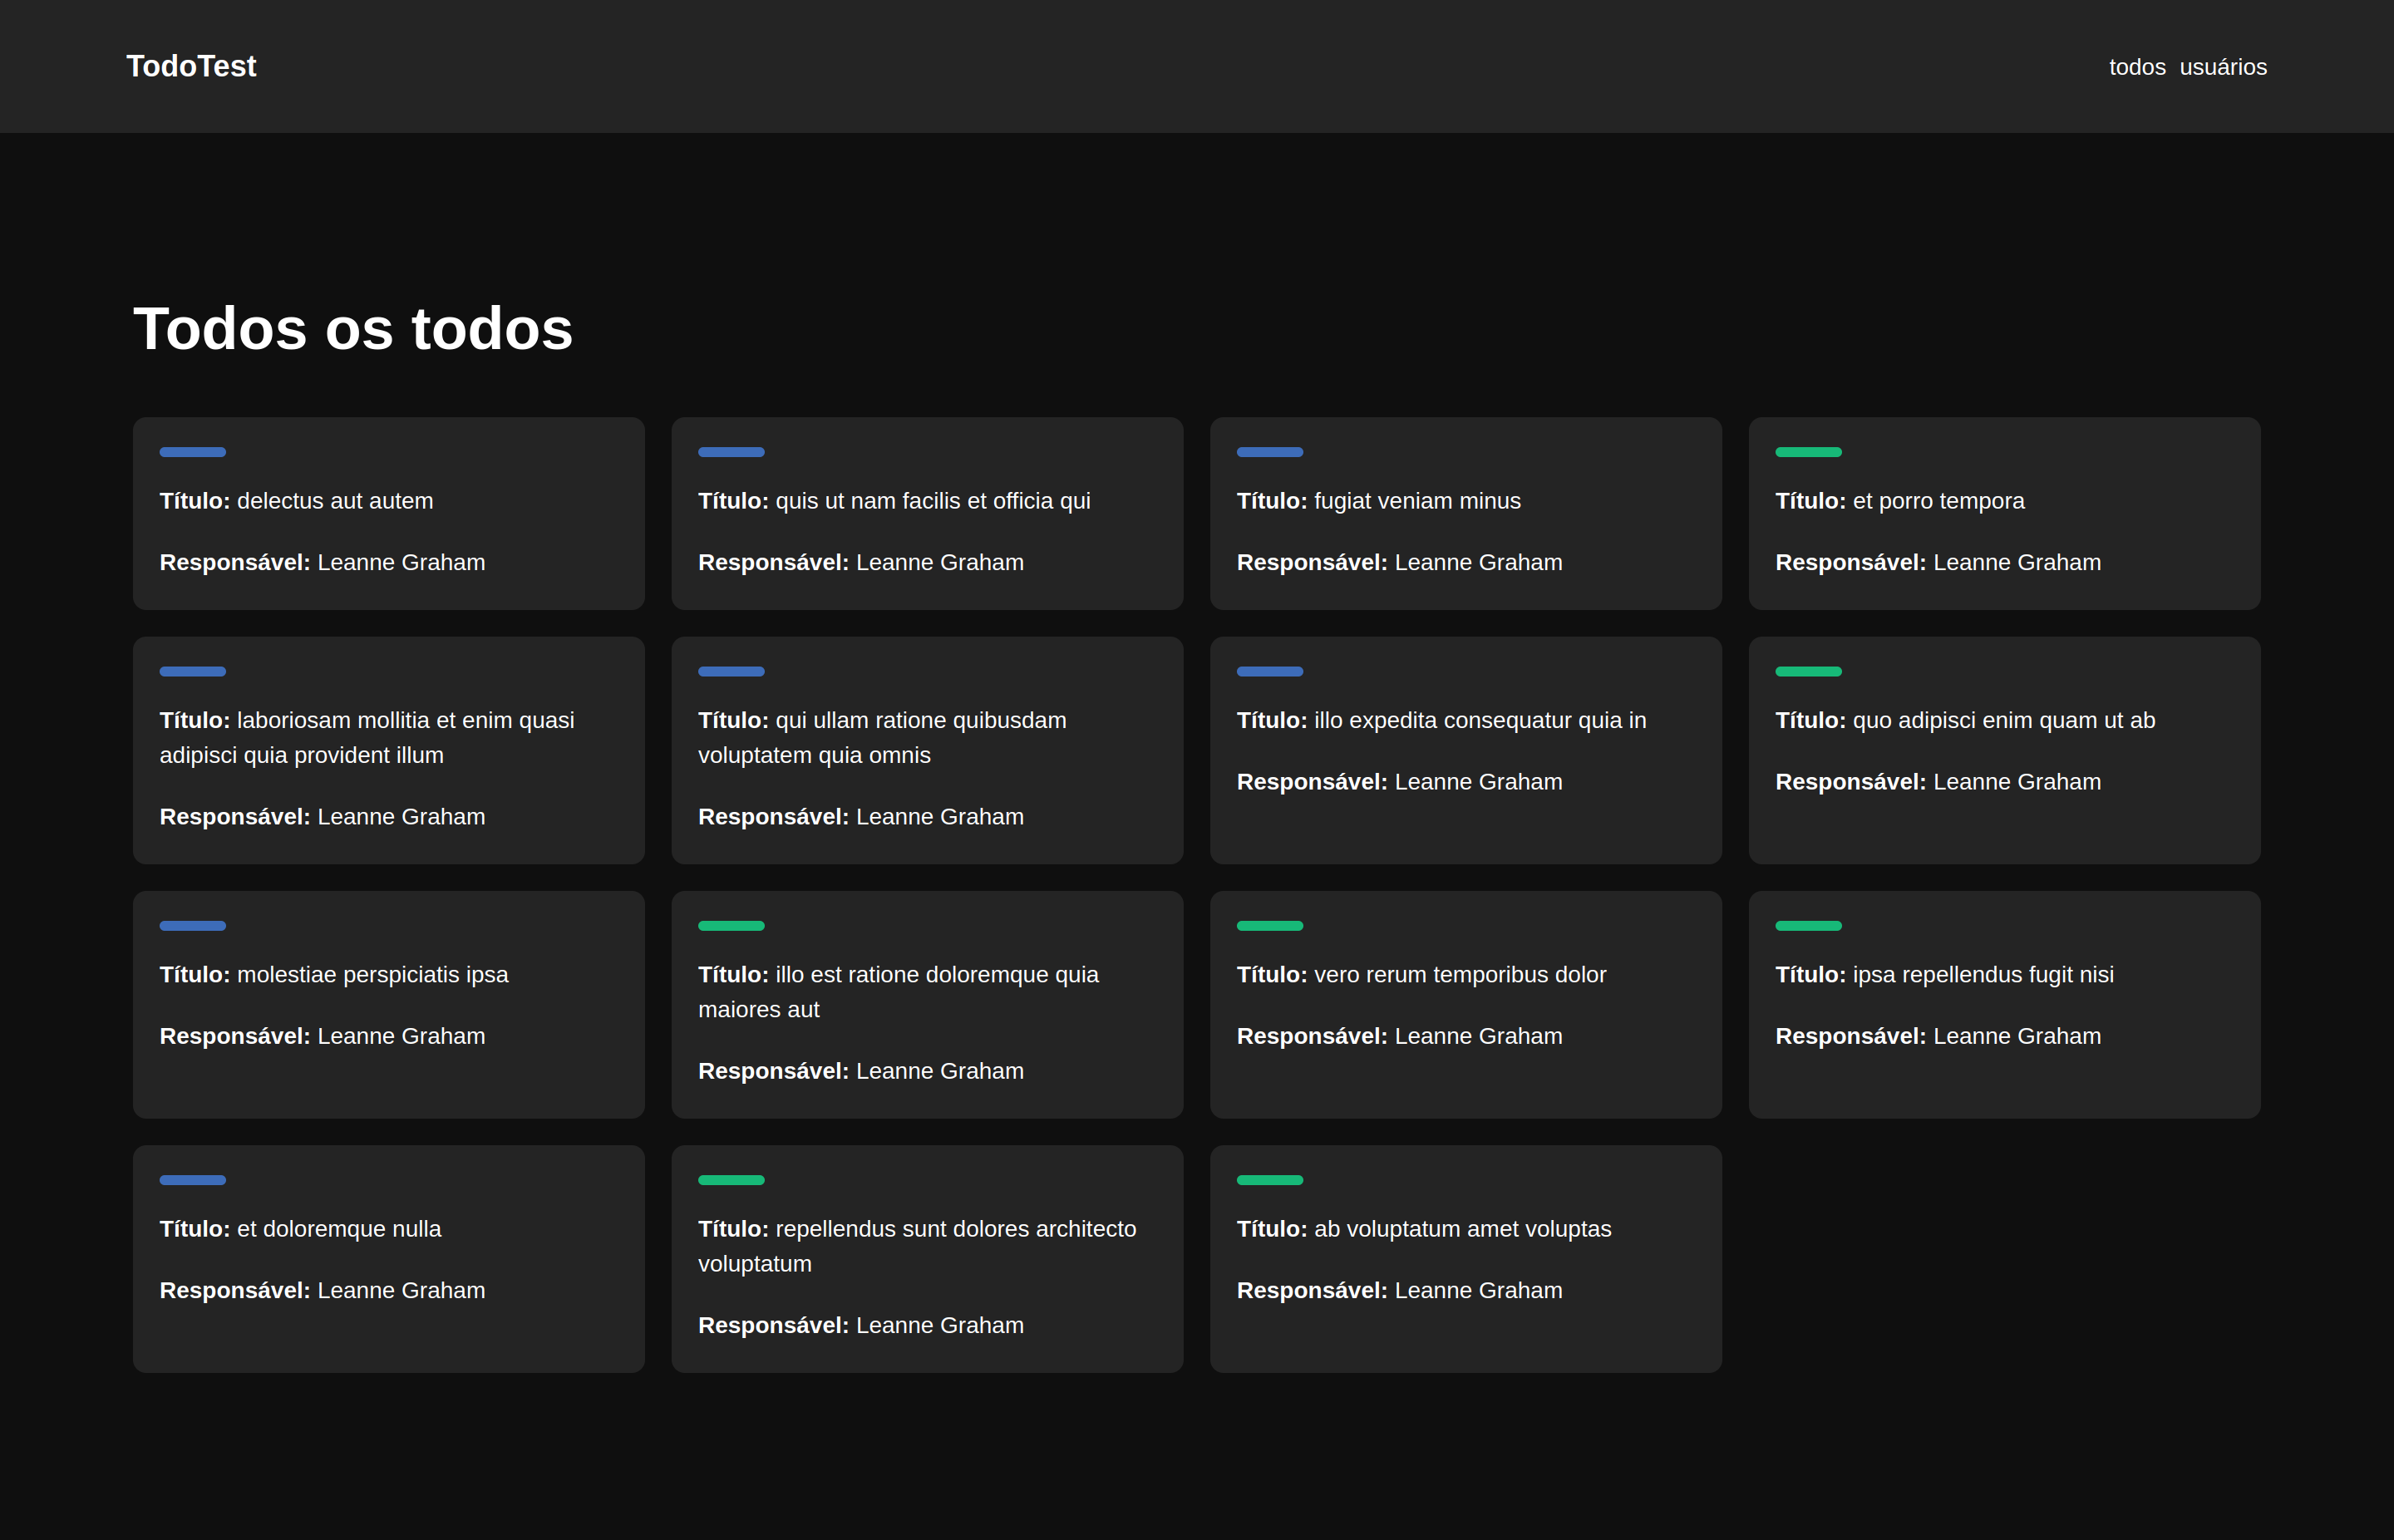 TodoTest
todos usuários
Todos os todos
Título: delectus aut autem
Responsável: Leanne Graham
Título: quis ut nam facilis et officia qui
Responsável: Leanne Graham
Título: fugiat veniam minus
Responsável: Leanne Graham
Título: et porro tempora
Responsável: Leanne Graham
Título: laboriosam mollitia et enim quasi
adipisci quia provident illum
Responsável: Leanne Graham
Título: qui ullam ratione quibusdam
voluptatem quia omnis
Responsável: Leanne Graham
Título: illo expedita consequatur quia in
Responsável: Leanne Graham
Título: quo adipisci enim quam ut ab
Responsável: Leanne Graham
Título: molestiae perspiciatis ipsa
Responsável: Leanne Graham
Título: illo est ratione doloremque quia
maiores aut
Responsável: Leanne Graham
Título: vero rerum temporibus dolor
Responsável: Leanne Graham
Título: ipsa repellendus fugit nisi
Responsável: Leanne Graham
Título: et doloremque nulla
Responsável: Leanne Graham
Título: repellendus sunt dolores architecto
voluptatum
Responsável: Leanne Graham
Título: ab voluptatum amet voluptas
Responsável: Leanne Graham